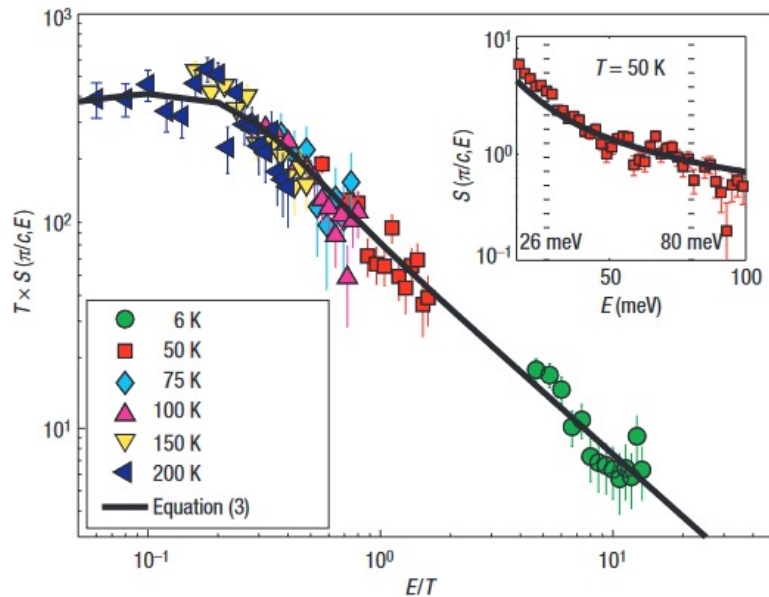 10³
10²
10¹
T × S (π/c,E)
10⁻¹
10⁰
10¹
E/T
6 K
50 K
75 K
100 K
150 K
200 K
Equation (3)
10¹
10⁰
10⁻¹
S (π/c,E)
T = 50 K
26 meV
80 meV
50
100
E (meV)